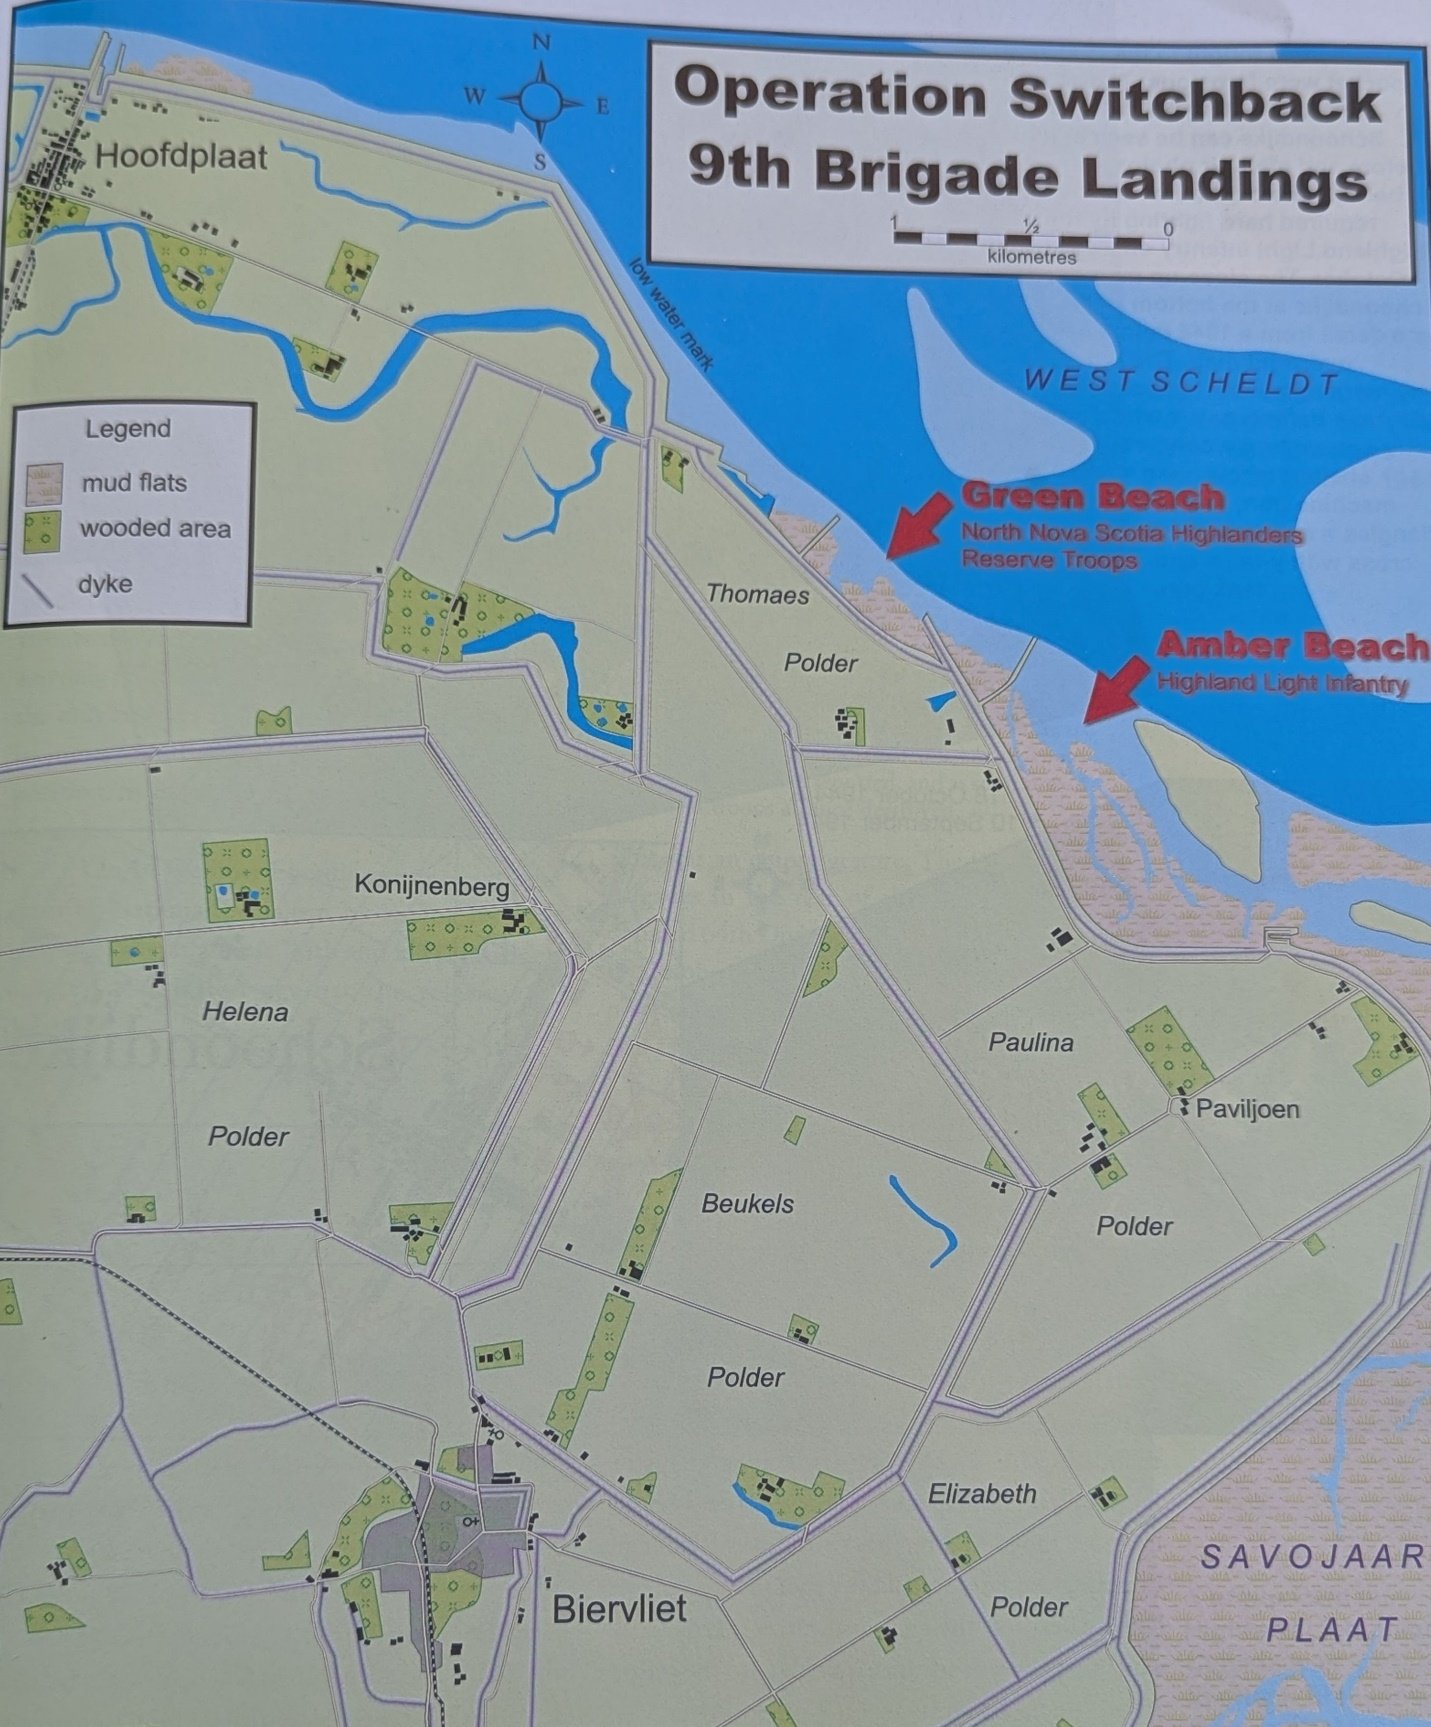 Operation Switchback
9th Brigade Landings
1 ½ 0
kilometres
N
W E
S
Hoofdplaat
low water mark
WEST SCHELDT
Legend
mud flats
wooded area
dyke
Green Beach
North Nova Scotia Highlanders
Reserve Troops
Amber Beach
Highland Light Infantry
Thomaes
Polder
Konijnenberg
Helena
Polder
Paulina
Paviljoen
Polder
Beukels
Polder
Elizabeth
Polder
Biervliet
SAVOJAAR
PLAAT